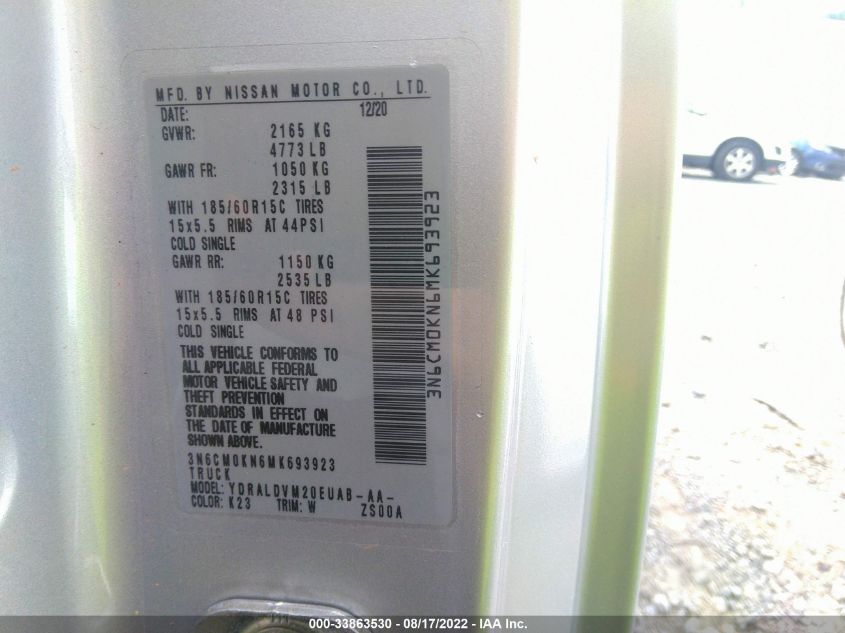 MFD. BY NISSAN MOTOR CO., LTD.
DATE: 12/20
GVWR: 2165 KG
4773 LB
GAWR FR: 1050 KG
2315 LB
WITH 185/60R15C TIRES
15x5.5 RIMS AT 44PSI
COLD SINGLE
GAWR RR: 1150 KG
2535 LB
WITH 185/60R15C TIRES
15x5.5 RIMS AT 48 PSI
COLD SINGLE
THIS VEHICLE CONFORMS TO
ALL APPLICABLE FEDERAL
MOTOR VEHICLE SAFETY AND
THEFT PREVENTION
STANDARDS IN EFFECT ON
THE DATE OF MANUFACTURE
SHOWN ABOVE.
3N6CM0KN6MK693923
TRUCK
MODEL: YDRALDVM20EUAB-AA-
COLOR: K23 TRIM: W ZS00A
3N6CM0KN6MK693923
000-33863530 - 08/17/2022 - IAA Inc.